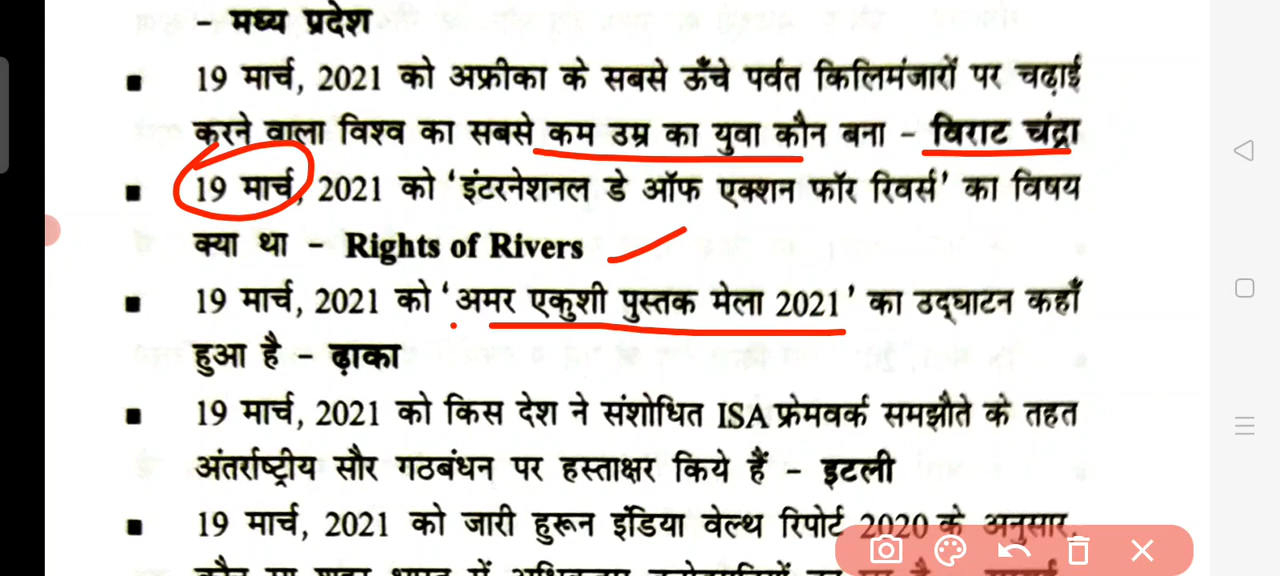 - मध्य प्रदेश
▪ 19 मार्च, 2021 को अफ्रीका के सबसे ऊँचे पर्वत किलिमंजारों पर चढ़ाई
करने वाला विश्व का सबसे कम उम्र का युवा कौन बना - विराट चंद्रा
▪ 19 मार्च, 2021 को 'इंटरनेशनल डे ऑफ एक्शन फॉर रिवर्स' का विषय
क्या था - Rights of Rivers
▪ 19 मार्च, 2021 को 'अमर एकुशी पुस्तक मेला 2021' का उद्घाटन कहाँ
हुआ है - ढ़ाका
▪ 19 मार्च, 2021 को किस देश ने संशोधित ISA फ्रेमवर्क समझौते के तहत
अंतर्राष्ट्रीय सौर गठबंधन पर हस्ताक्षर किये हैं - इटली
▪ 19 मार्च, 2021 को जारी हुरून इंडिया वेल्थ रिपोर्ट 2020 के अनुसार,